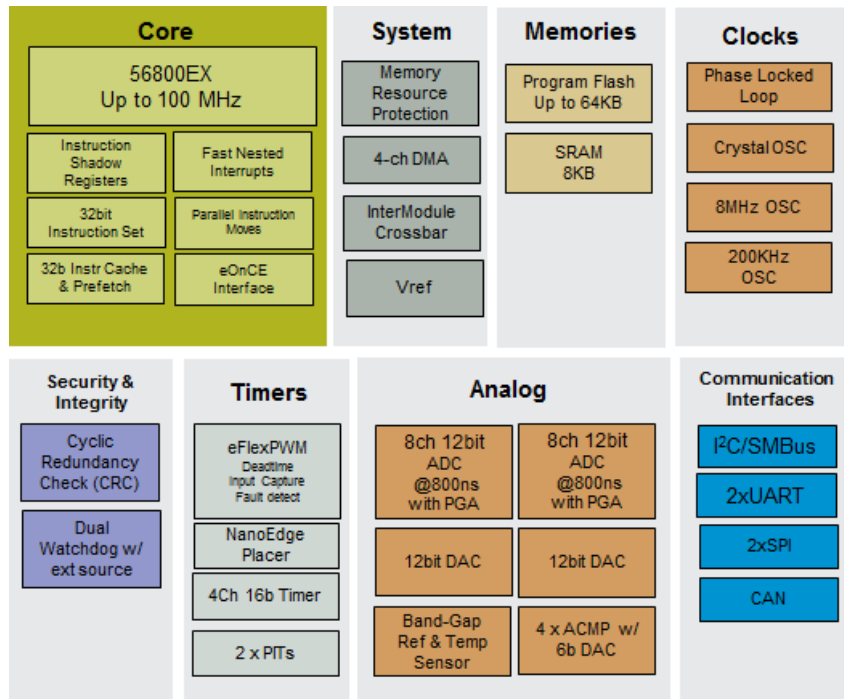 Core
56800EX
Up to 100 MHz
Instruction
Shadow
Registers
Fast Nested
Interrupts
32bit
Instruction Set
Parallel Instruction
Moves
32b Instr Cache
& Prefetch
eOnCE
Interface
System
Memory
Resource
Protection
4-ch DMA
InterModule
Crossbar
Vref
Memories
Program Flash
Up to 64KB
SRAM
8KB
Clocks
Phase Locked
Loop
Crystal OSC
8MHz OSC
200KHz
OSC
Security &
Integrity
Cyclic
Redundancy
Check (CRC)
Dual
Watchdog w/
ext source
Timers
eFlexPWM
Deadtime
Input Capture
Fault detect
NanoEdge
Placer
4Ch 16b Timer
2 x PITs
Analog
8ch 12bit
ADC
@800ns
with PGA
8ch 12bit
ADC
@800ns
with PGA
12bit DAC
12bit DAC
Band-Gap
Ref & Temp
Sensor
4 x ACMP w/
6b DAC
Communication
Interfaces
I²C/SMBus
2xUART
2xSPI
CAN